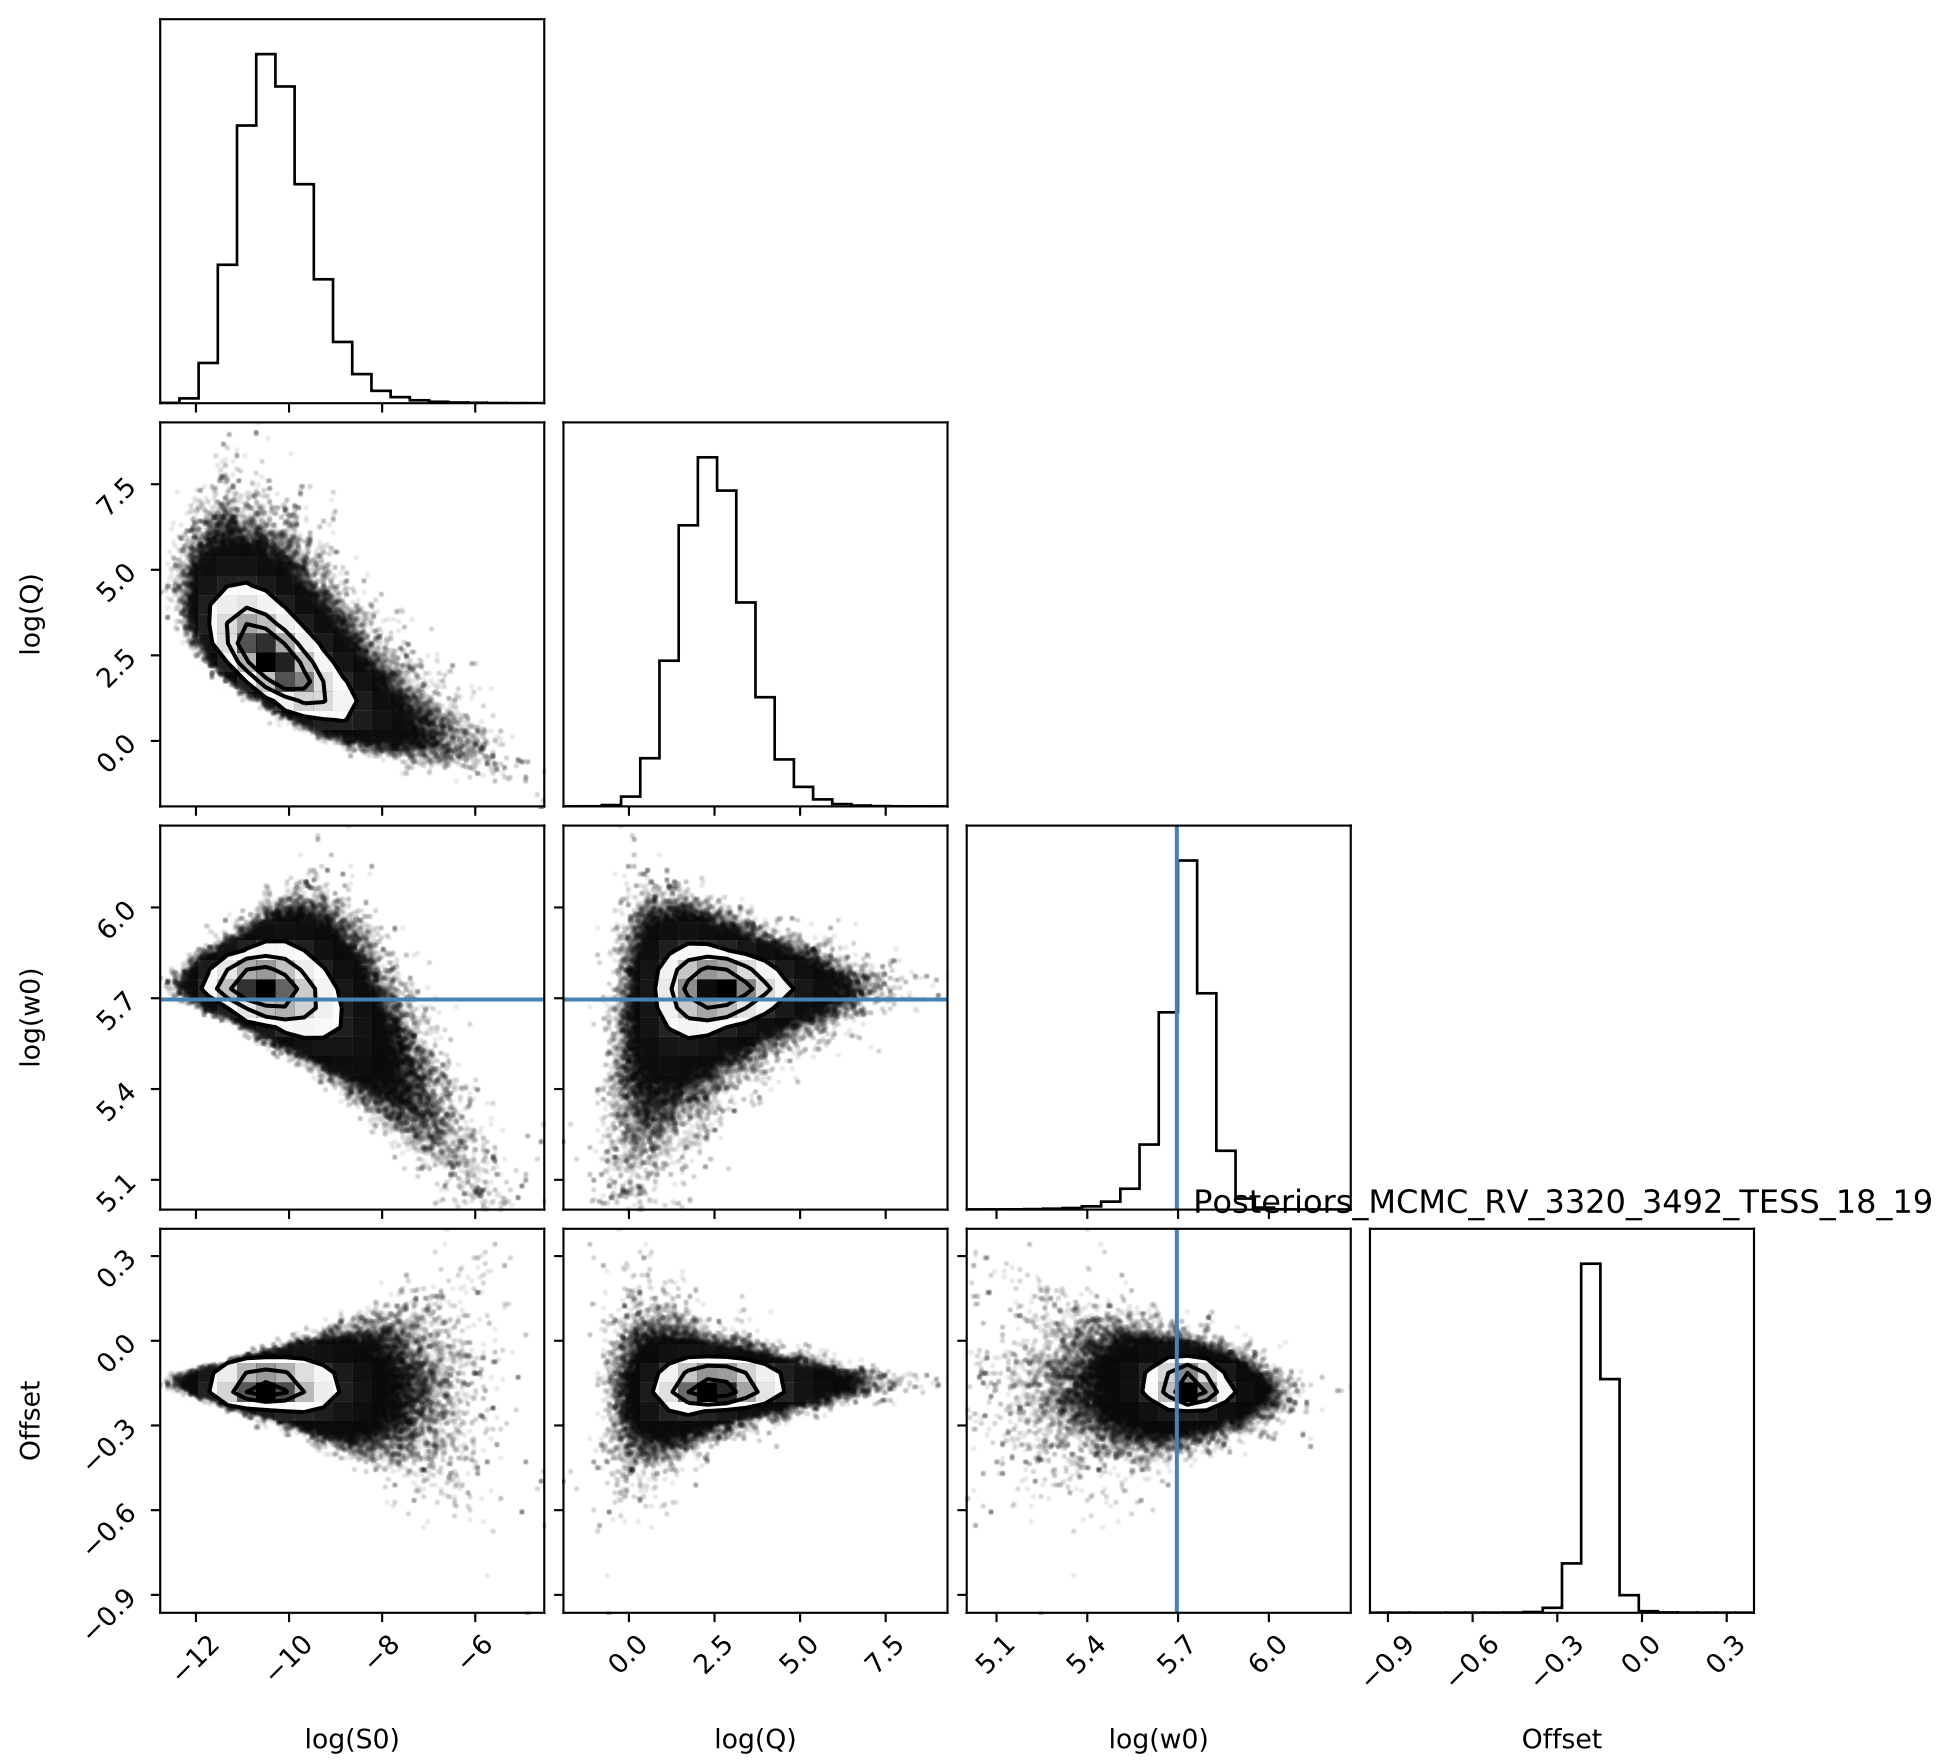 7.5
5.0
2.5
0.0
log(Q)
6.0
5.7
5.4
5.1
log(w0)
Posteriors_MCMC_RV_3320_3492_TESS_18_19
0.3
0.0
−0.3
−0.6
−0.9
Offset
−12 −10 −8 −6 0.0 2.5 5.0 7.5 5.1 5.4 5.7 6.0 −0.9 −0.6 −0.3 0.0 0.3
log(S0) log(Q) log(w0) Offset